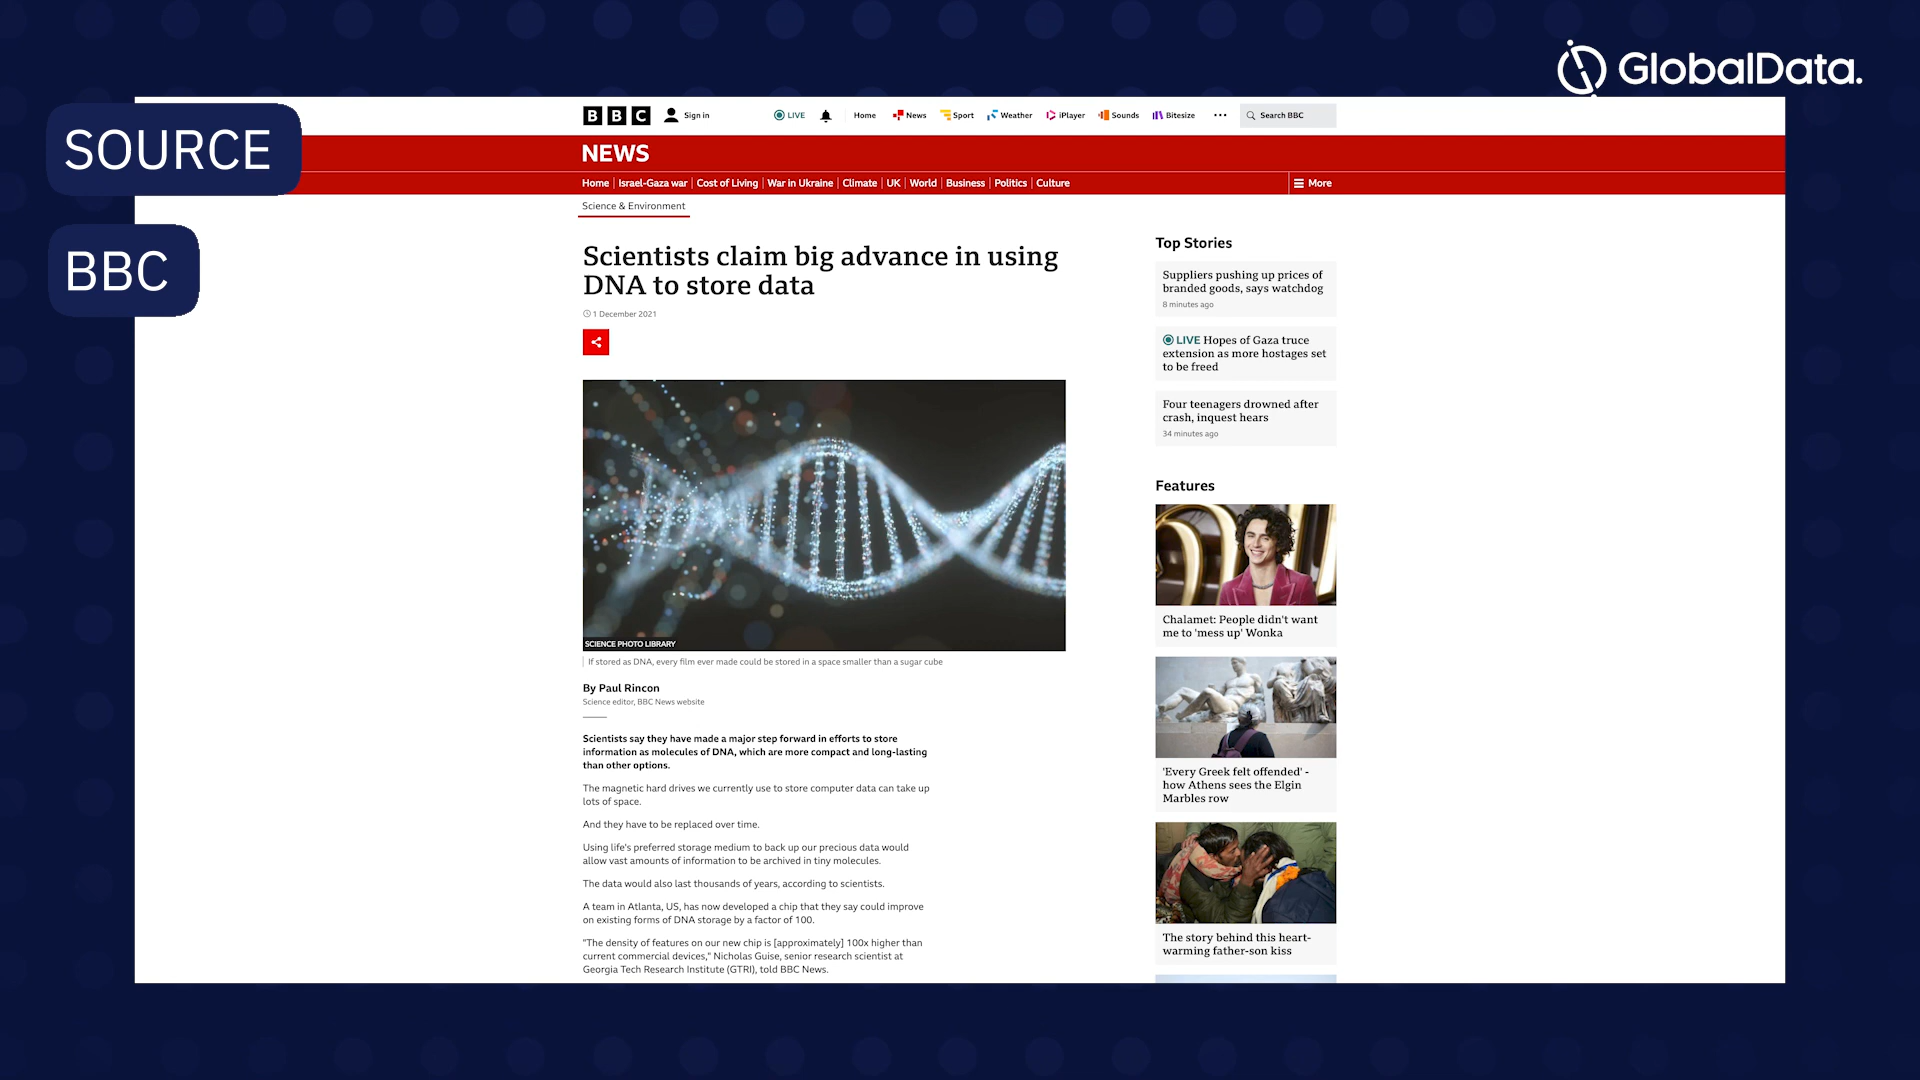 GlobalData.
SOURCE
BBC
BBC
Sign in
LIVE
Home
News
Sport
Weather
iPlayer
Sounds
Bitesize
Search BBC
NEWS
Home
Israel-Gaza war
Cost of Living
War in Ukraine
Climate
UK
World
Business
Politics
Culture
More
Science & Environment
Scientists claim big advance in using
DNA to store data
1 December 2021
SCIENCE PHOTO LIBRARY
If stored as DNA, every film ever made could be stored in a space smaller than a sugar cube
By Paul Rincon
Science editor, BBC News website
Scientists say they have made a major step forward in efforts to store
information as molecules of DNA, which are more compact and long-lasting
than other options.
The magnetic hard drives we currently use to store computer data can take up
lots of space.
And they have to be replaced over time.
Using life's preferred storage medium to back up our precious data would
allow vast amounts of information to be archived in tiny molecules.
The data would also last thousands of years, according to scientists.
A team in Atlanta, US, has now developed a chip that they say could improve
on existing forms of DNA storage by a factor of 100.
"The density of features on our new chip is [approximately] 100x higher than
current commercial devices," Nicholas Guise, senior research scientist at
Georgia Tech Research Institute (GTRI), told BBC News.
Top Stories
Suppliers pushing up prices of
branded goods, says watchdog
8 minutes ago
LIVE Hopes of Gaza truce
extension as more hostages set
to be freed
Four teenagers drowned after
crash, inquest hears
34 minutes ago
Features
Chalamet: People didn't want
me to 'mess up' Wonka
'Every Greek felt offended' -
how Athens sees the Elgin
Marbles row
The story behind this heart-
warming father-son kiss